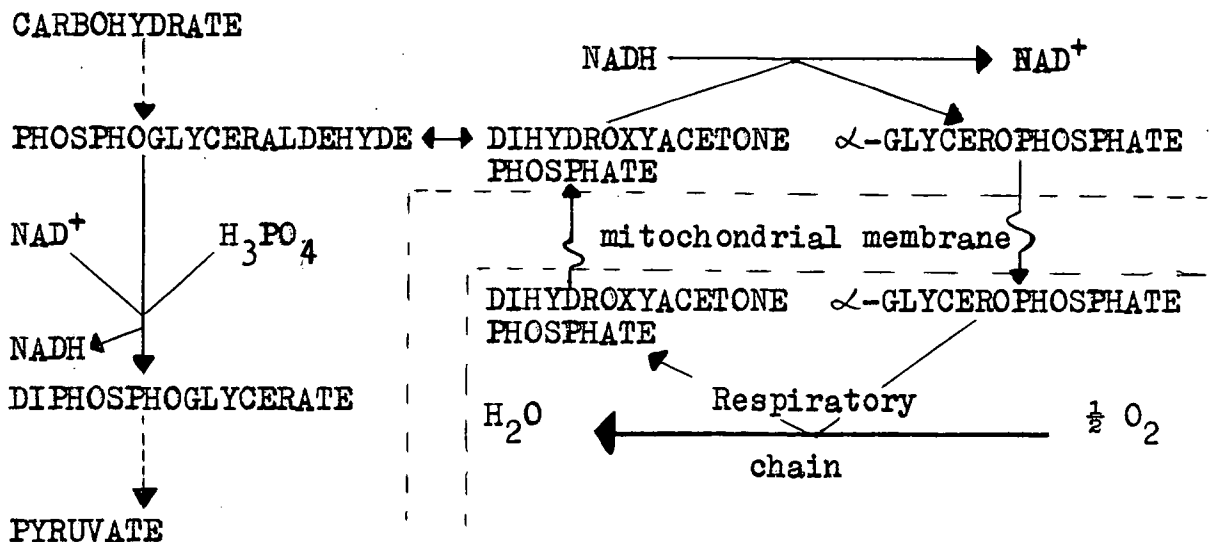 CARBOHYDRATE
NADH NAD⁺
PHOSPHOGLYCERALDEHYDE DIHYDROXYACETONE α-GLYCEROPHOSPHATE
PHOSPHATE
NAD⁺ H₃PO₄ mitochondrial membrane
DIHYDROXYACETONE α-GLYCEROPHOSPHATE
PHOSPHATE
NADH
DIPHOSPHOGLYCERATE
H₂O Respiratory ½ O₂
chain
PYRUVATE